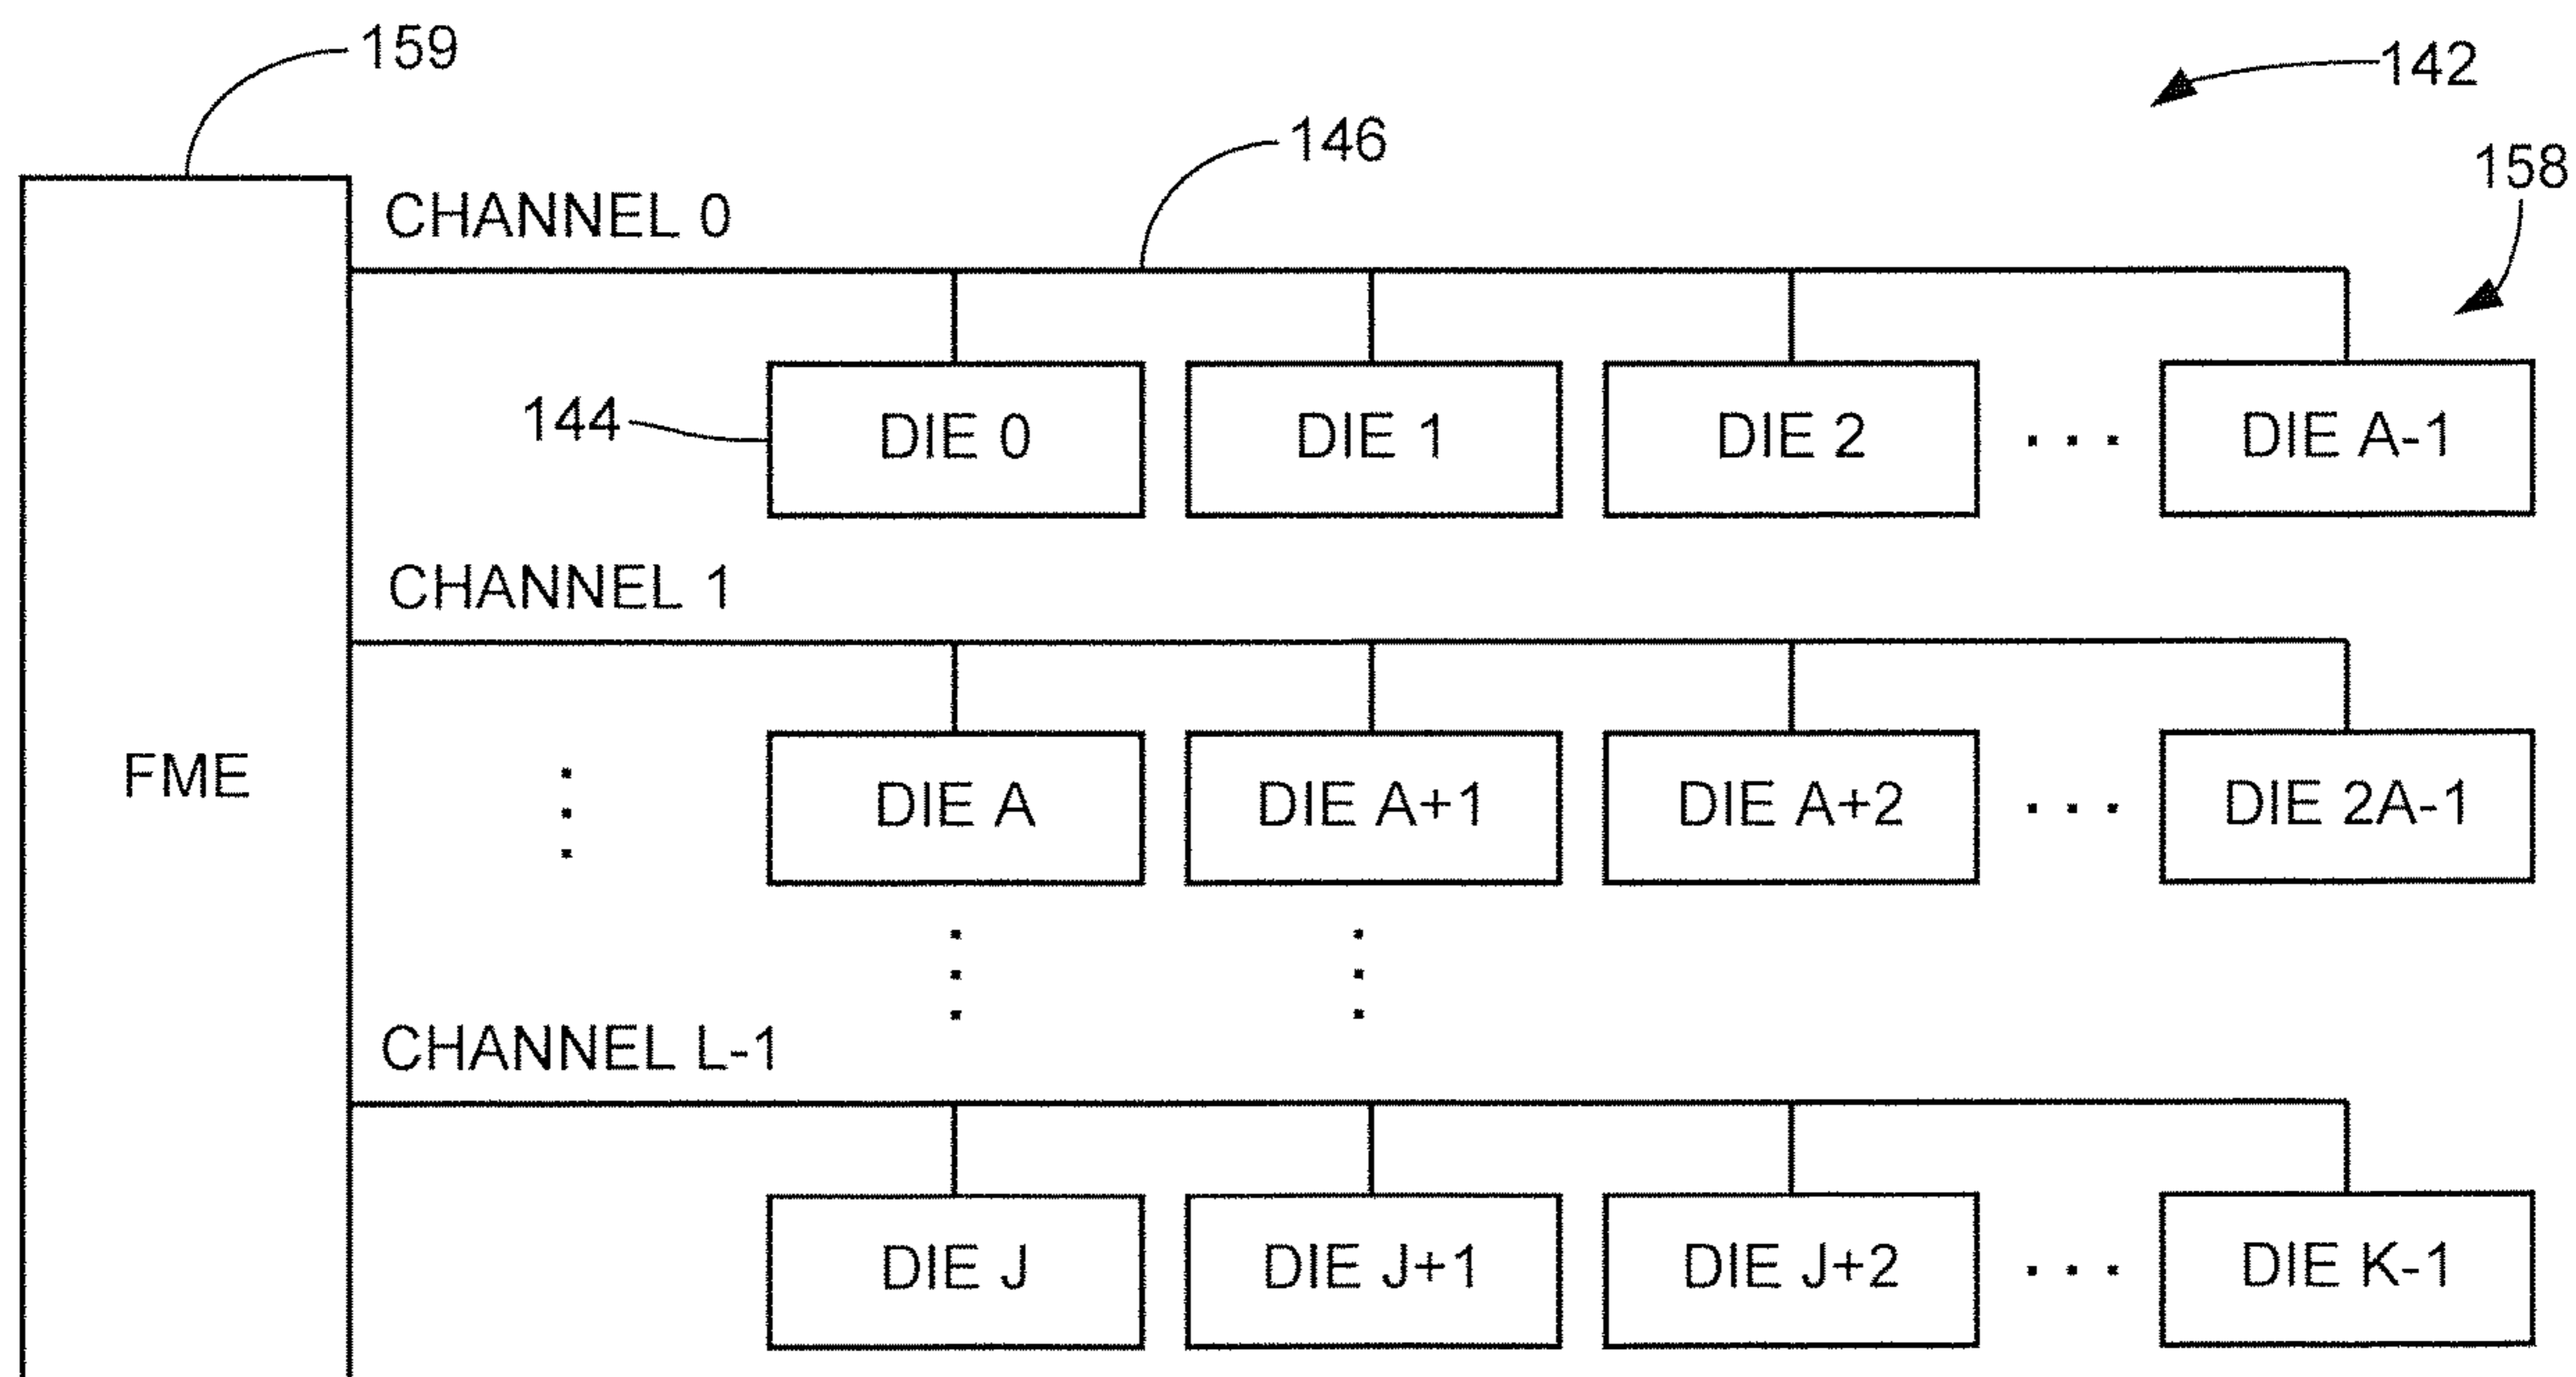 159
142
146
158
CHANNEL 0
144
DIE 0
DIE 1
DIE 2
. . .
DIE A-1
CHANNEL 1
FME
DIE A
DIE A+1
DIE A+2
. . .
DIE 2A-1
CHANNEL L-1
DIE J
DIE J+1
DIE J+2
. . .
DIE K-1